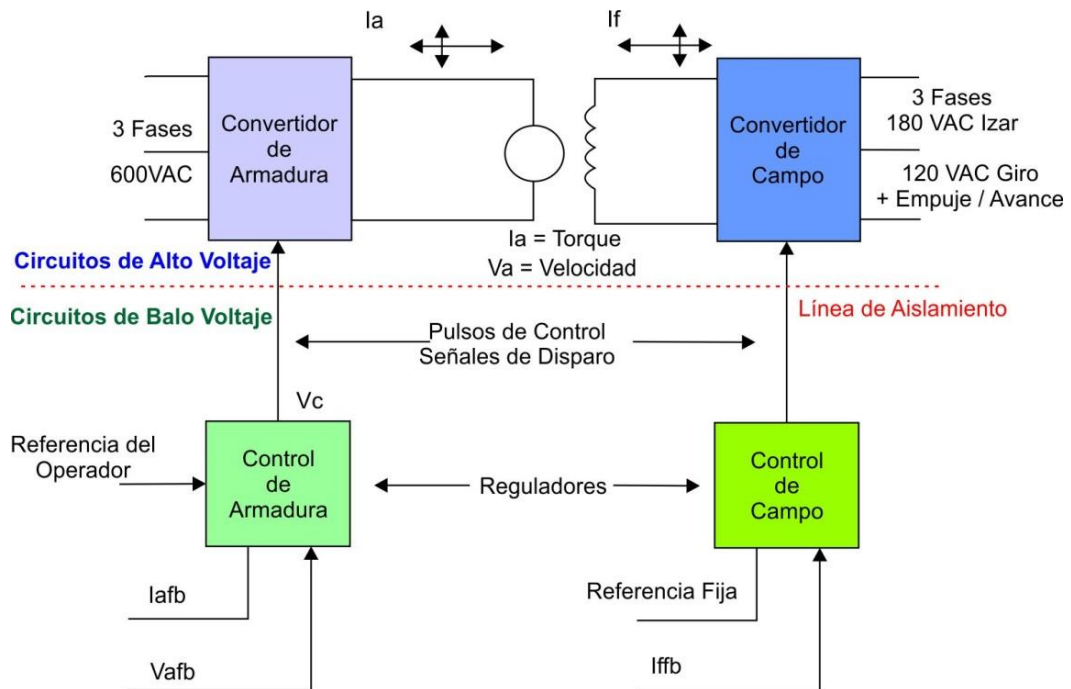 Ia
If
3 Fases
600VAC
Convertidor
de
Armadura
Convertidor
de
Campo
3 Fases
180 VAC Izar
120 VAC Giro
+ Empuje / Avance
Ia = Torque
Va = Velocidad
Circuitos de Alto Voltaje
Circuitos de Balo Voltaje
Línea de Aislamiento
Pulsos de Control
Señales de Disparo
Vc
Referencia del
Operador
Control
de
Armadura
Reguladores
Control
de
Campo
Iafb
Referencia Fija
Vafb
Iffb